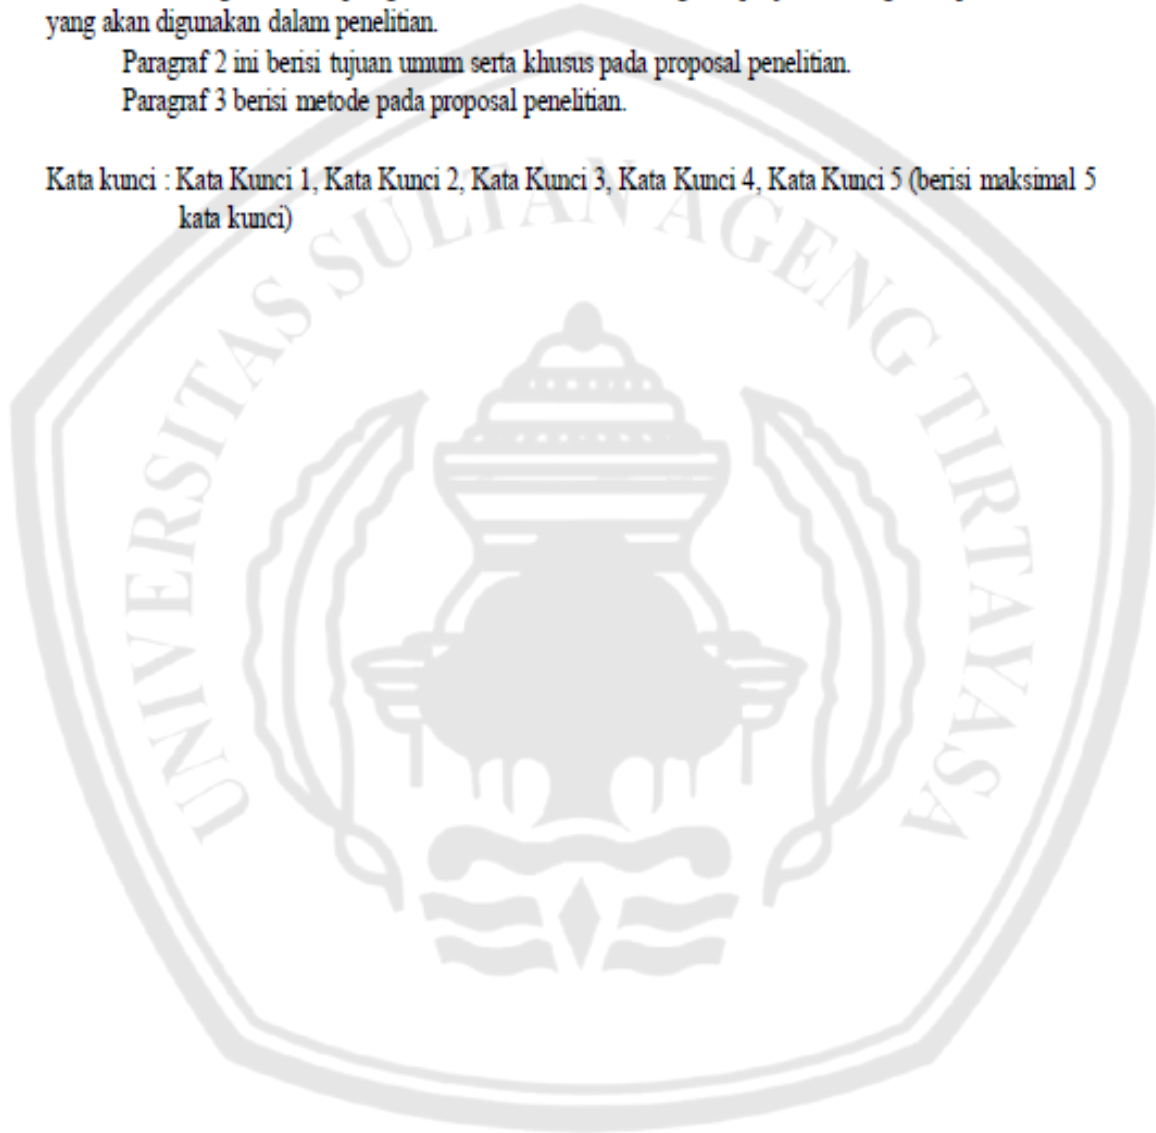 yang akan digunakan dalam penelitian.
Paragraf 2 ini berisi tujuan umum serta khusus pada proposal penelitian.
Paragraf 3 berisi metode pada proposal penelitian.
Kata kunci : Kata Kunci 1, Kata Kunci 2, Kata Kunci 3, Kata Kunci 4, Kata Kunci 5 (berisi maksimal 5
kata kunci)
UNIVERSITAS SULTAN AGENG TIRTAYASA